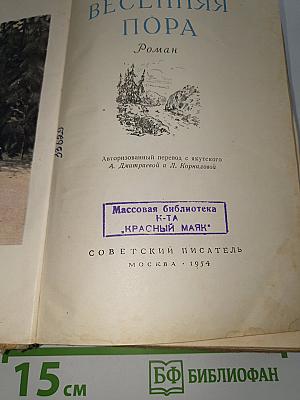 ВЕСЕННЯЯ
ПОРА
Роман
Авторизованный перевод с якутского
А. Дмитриевой и Л. Корниловой
Массовая библиотека
К-ТА
„КРАСНЫЙ МАЯК"
СОВЕТСКИЙ ПИСАТЕЛЬ
МОСКВА · 1954
15 СМ
БФ БИБЛИОФАН